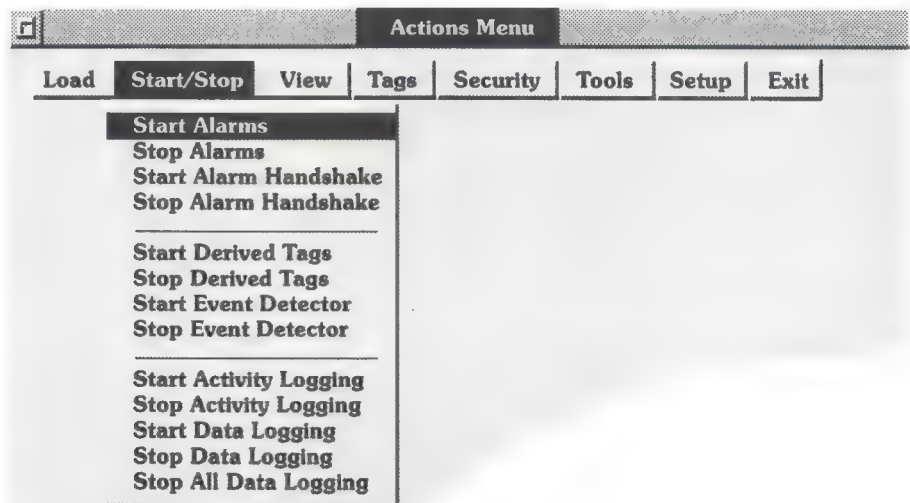 Actions Menu
Load Start/Stop View Tags Security Tools Setup Exit
Start Alarms
Stop Alarms
Start Alarm Handshake
Stop Alarm Handshake
Start Derived Tags
Stop Derived Tags
Start Event Detector
Stop Event Detector
Start Activity Logging
Stop Activity Logging
Start Data Logging
Stop Data Logging
Stop All Data Logging